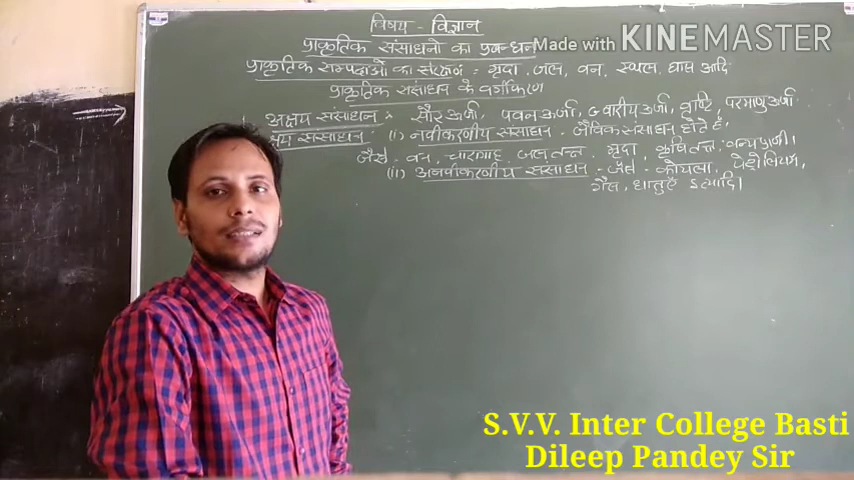 विषय - विज्ञान
प्राकृतिक संसाधनो का प्रबन्धन
Made with KINEMASTER
प्राकृतिक सम्पदाओं का संरक्षण : मृदा, जल, वन, स्थल, घास आदि
प्राकृतिक संसाधन के वर्गीकरण
अक्षय संसाधन : सौर ऊर्जा, पवन ऊर्जा, ज्वारीय ऊर्जा, वृष्टि, परमाणु ऊर्जा
संसाधन : (i) नवीकरणीय संसाधन - जैविक संसाधन होते है,
जैसे - वन, चारागाह, जलतन्त्र, मृदा, कृषितन्त्र, वन्य प्राणी।
(ii) अनवीकरणीय संसाधन - जैसे - कोयला, पेट्रोलियम,
गैस, धातुएँ इत्यादि।
S.V.V. Inter College Basti
Dileep Pandey Sir